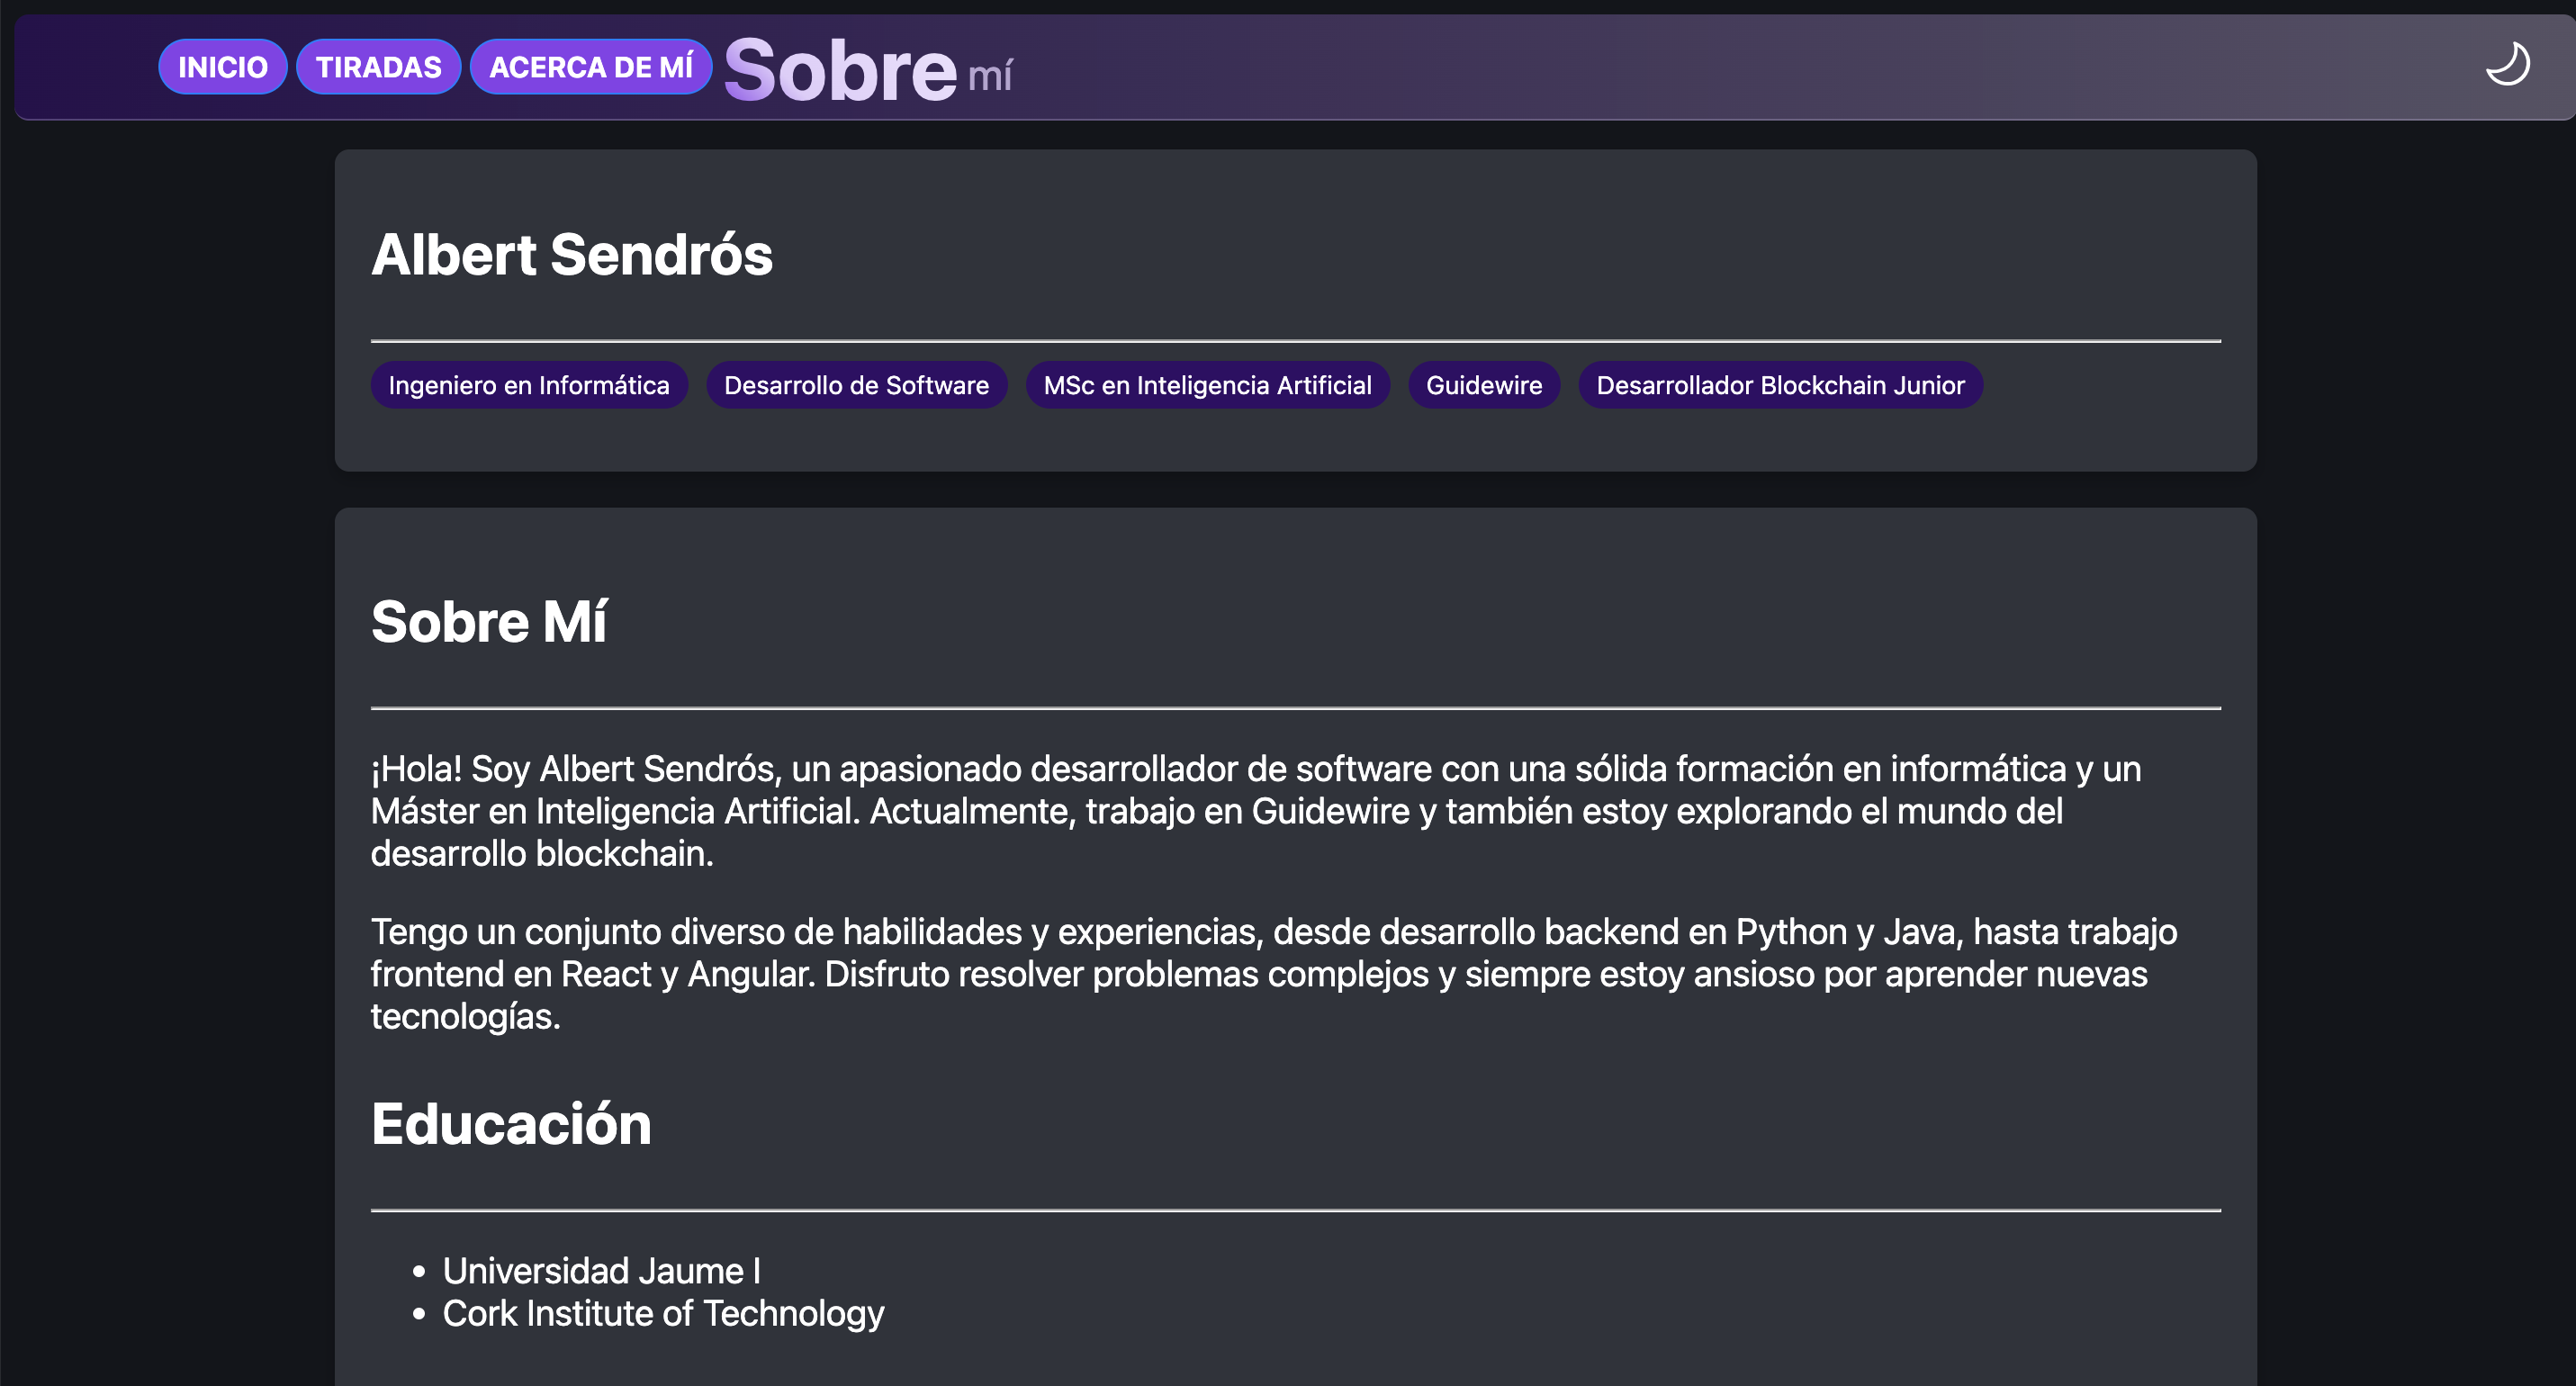 INICIO TIRADAS ACERCA DE MÍ Sobre mí
Albert Sendrós
Ingeniero en Informática Desarrollo de Software MSc en Inteligencia Artificial Guidewire Desarrollador Blockchain Junior
Sobre Mí
¡Hola! Soy Albert Sendrós, un apasionado desarrollador de software con una sólida formación en informática y un
Máster en Inteligencia Artificial. Actualmente, trabajo en Guidewire y también estoy explorando el mundo del
desarrollo blockchain.
Tengo un conjunto diverso de habilidades y experiencias, desde desarrollo backend en Python y Java, hasta trabajo
frontend en React y Angular. Disfruto resolver problemas complejos y siempre estoy ansioso por aprender nuevas
tecnologías.
Educación
• Universidad Jaume I
• Cork Institute of Technology